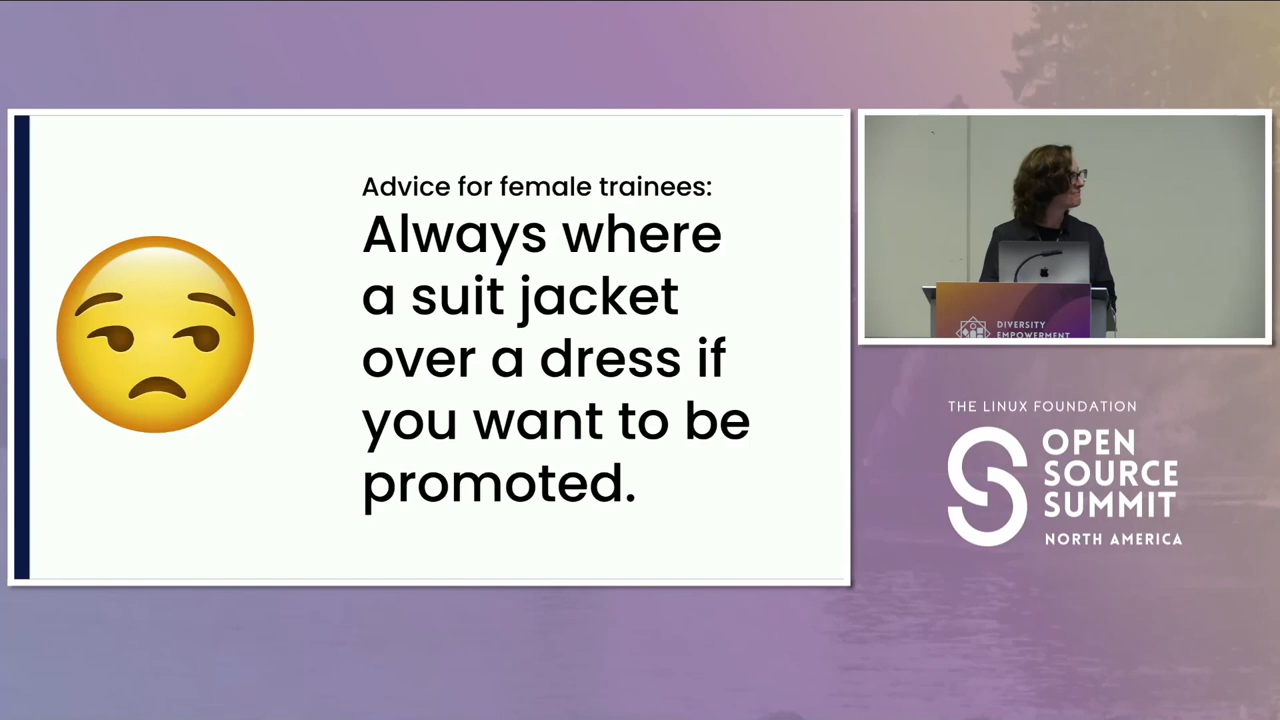 Advice for female trainees:
Always where
a suit jacket
over a dress if
you want to be
promoted.
DIVERSITY
EMPOWERMENT
THE LINUX FOUNDATION
OPEN
SOURCE
SUMMIT
NORTH AMERICA